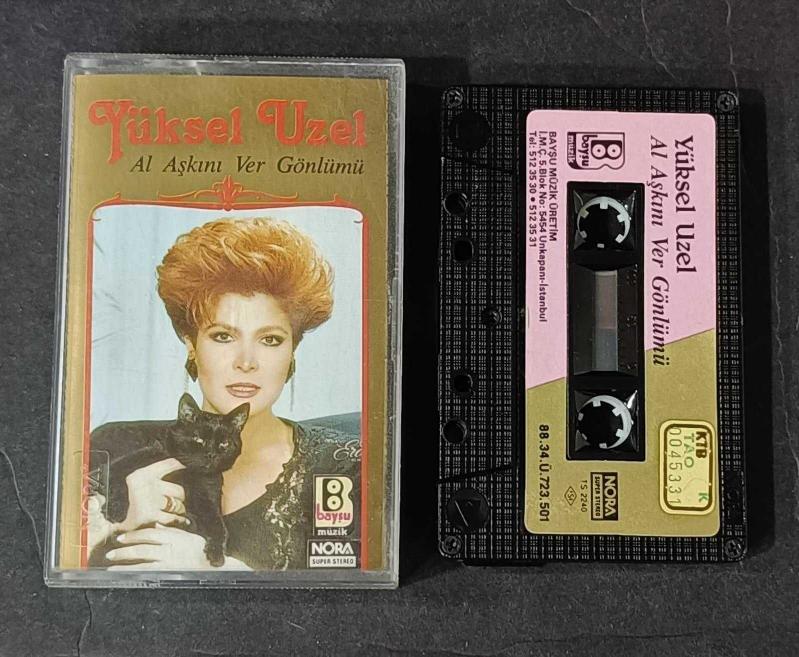 Yüksel Uzel
Al Aşkını Ver Gönlümü
baysu
müzik
NORA
SUPER STEREO
Yüksel Uzel
Al Aşkını Ver Gönlümü
baysu
müzik
BAYŞU MÜZİK ÜRETİM
İ.M.Ç. 5.Blok No: 5454 Unkapanı-İstanbul
Tel: 512 35 30 • 512 35 31
88.34.Ü.723.501
NORA
SUPER STEREO
TS 2240
KTB
TAO K
0045331